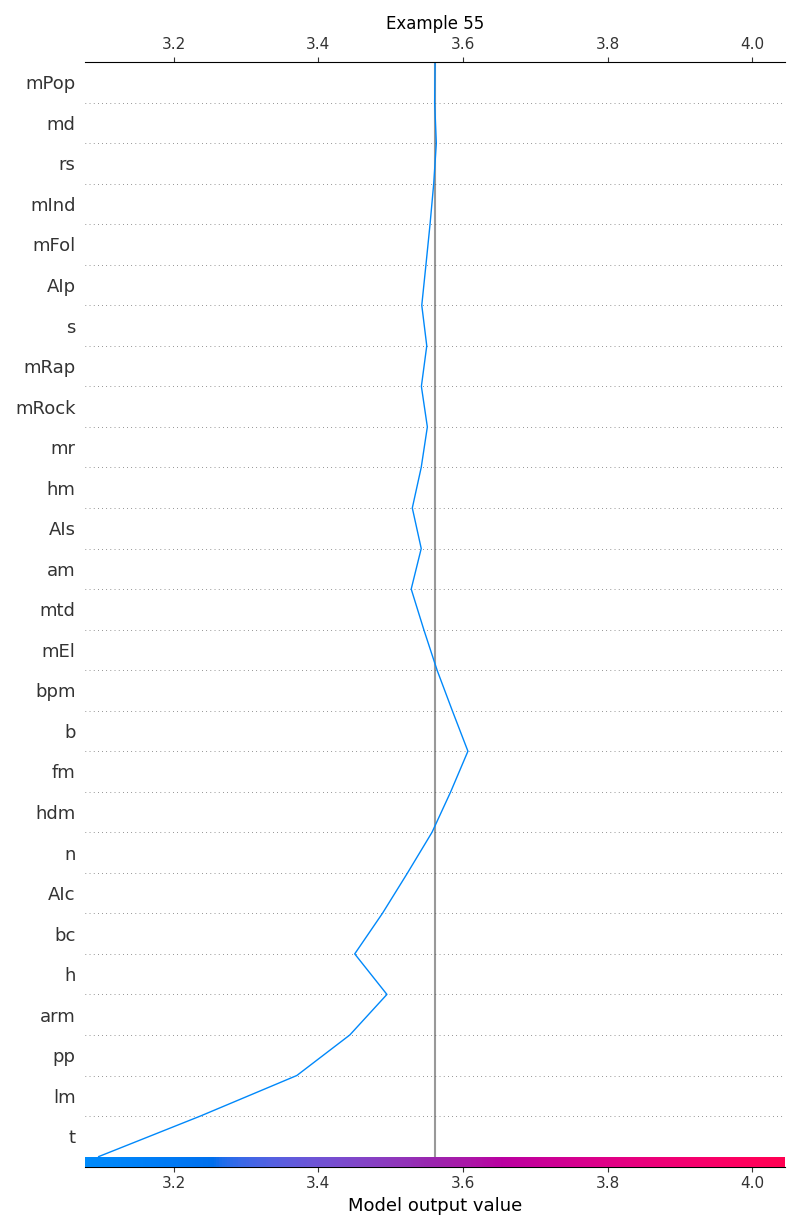 Example 55
3.2 3.4 3.6 3.8 4.0
mPop
md
rs
mInd
mFol
AIp
s
mRap
mRock
mr
hm
AIs
am
mtd
mEl
bpm
b
fm
hdm
n
AIc
bc
h
arm
pp
lm
t
3.2 3.4 3.6 3.8 4.0
Model output value